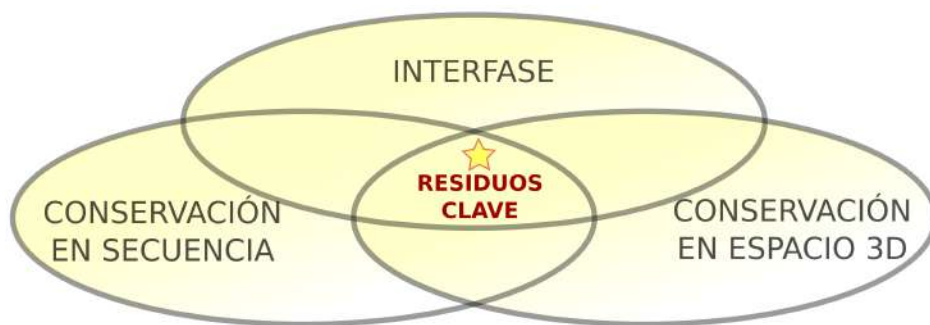 INTERFASE
RESIDUOS
CLAVE
CONSERVACIÓN
EN SECUENCIA
CONSERVACIÓN
EN ESPACIO 3D